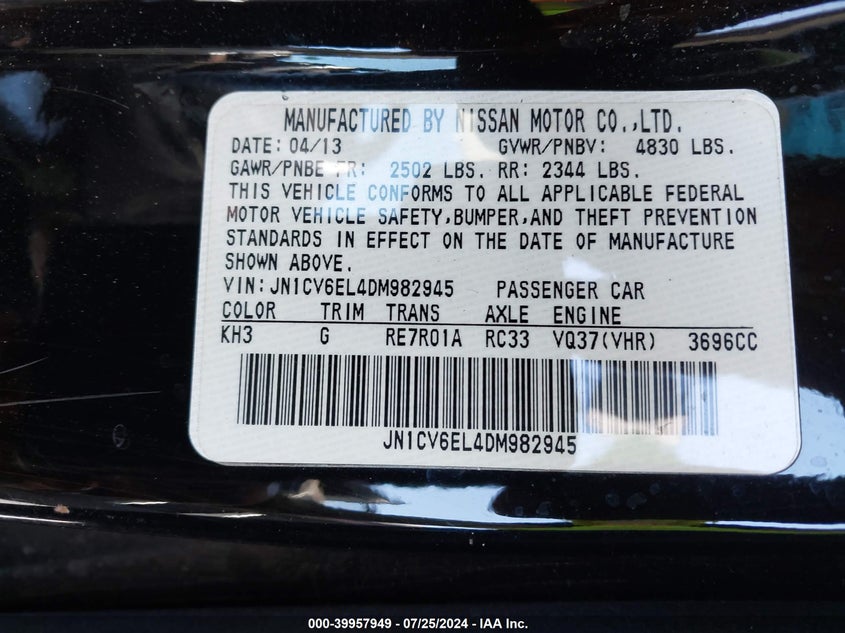 MANUFACTURED BY NISSAN MOTOR CO.,LTD.
DATE: 04/13 GVWR/PNBV: 4830 LBS.
GAWR/PNBE FR: 2502 LBS. RR: 2344 LBS.
THIS VEHICLE CONFORMS TO ALL APPLICABLE FEDERAL
MOTOR VEHICLE SAFETY,BUMPER,AND THEFT PREVENTION
STANDARDS IN EFFECT ON THE DATE OF MANUFACTURE
SHOWN ABOVE.
VIN:JN1CV6EL4DM982945 PASSENGER CAR
COLOR TRIM TRANS AXLE ENGINE
KH3 G RE7R01A RC33 VQ37(VHR) 3696CC
JN1CV6EL4DM982945
000-39957949 - 07/25/2024 - IAA Inc.